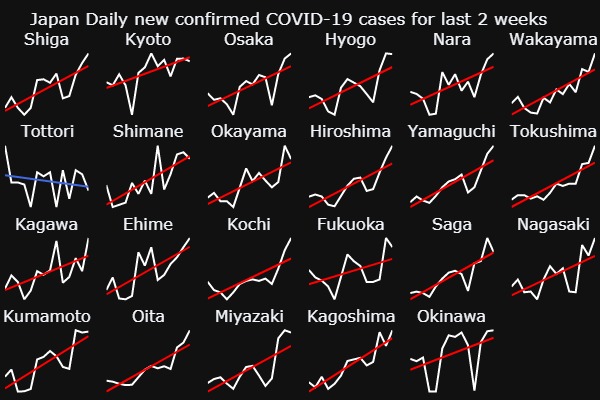 Japan Daily new confirmed COVID-19 cases for last 2 weeks
Shiga Kyoto Osaka Hyogo Nara Wakayama
Tottori Shimane Okayama Hiroshima Yamaguchi Tokushima
Kagawa Ehime Kochi Fukuoka Saga Nagasaki
Kumamoto Oita Miyazaki Kagoshima Okinawa